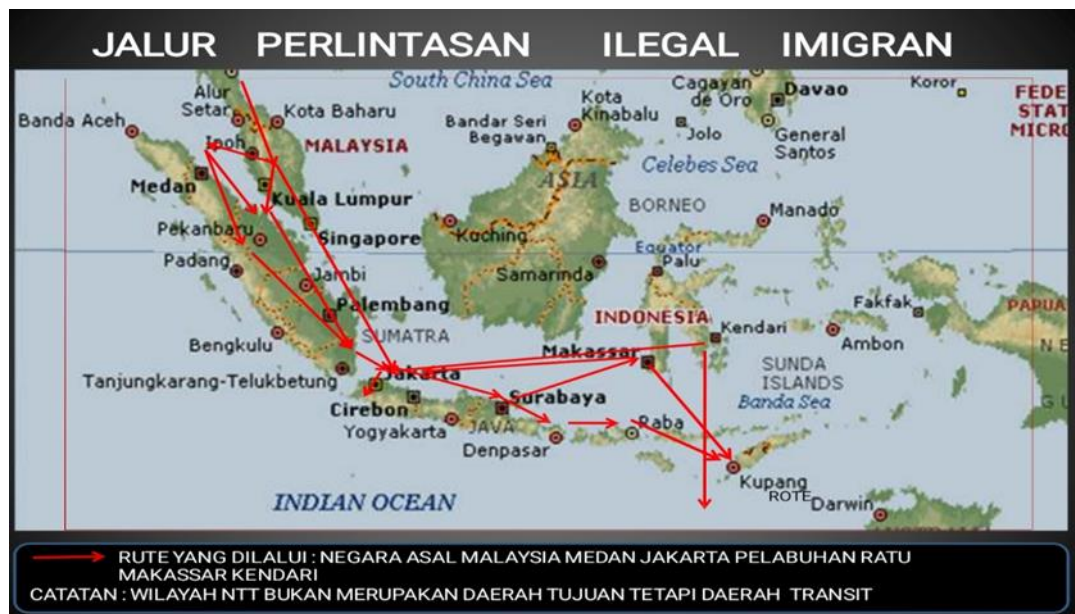 JALUR PERLINTASAN ILEGAL IMIGRAN
South China Sea
Cagayan
de Oro
Davao
Koror
FEDE
STAT
MICRO
Alur
Setar
Kota Baharu
Kota
Kinabalu
Banda Aceh
Bandar Seri
Begawan
Jolo
General
Santos
Ipoh
MALAYSIA
Celebes Sea
ASIA
Medan
Kuala Lumpur
BORNEO
Manado
Pekanbaru
Singapore
Kuching
Equator
Padang
Samarinda
Palu
Jambi
Fakfak
PAPUA
Palembang
INDONESIA
Kendari
Bengkulu
SUMATRA
Ambon
N E
Makassar
SUNDA
ISLANDS
Tanjungkarang-Telukbetung
Jakarta
Banda Sea
G U
Cirebon
Surabaya
Yogyakarta
JAVA
Raba
Denpasar
Kupang
ROTE
INDIAN OCEAN
Darwin
RUTE YANG DILALUI : NEGARA ASAL MALAYSIA MEDAN JAKARTA PELABUHAN RATU
MAKASSAR KENDARI
CATATAN : WILAYAH NTT BUKAN MERUPAKAN DAERAH TUJUAN TETAPI DAERAH TRANSIT